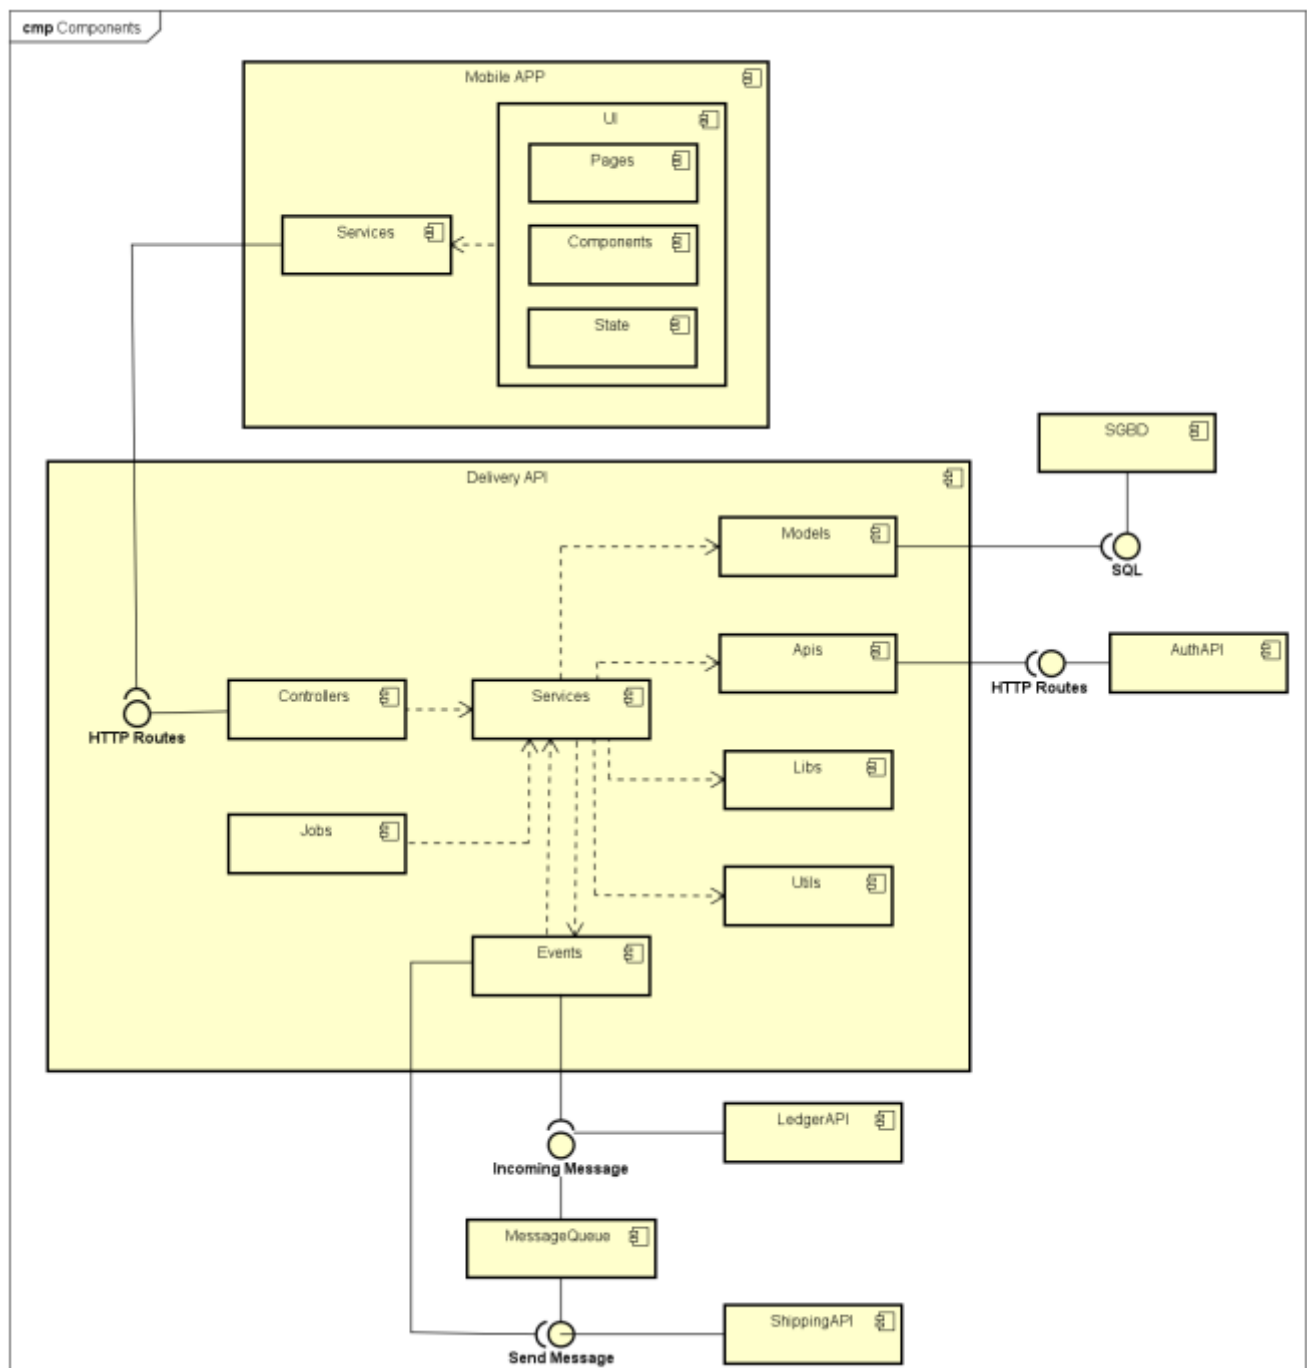 cmp Components
Mobile APP
UI
Pages
Services
Components
State
SGBD
Delivery API
Models
SQL
Apis
AuthAPI
HTTP Routes
Controllers
Services
HTTP Routes
Libs
Jobs
Utils
Events
LedgerAPI
Incoming Message
MessageQueue
ShippingAPI
Send Message